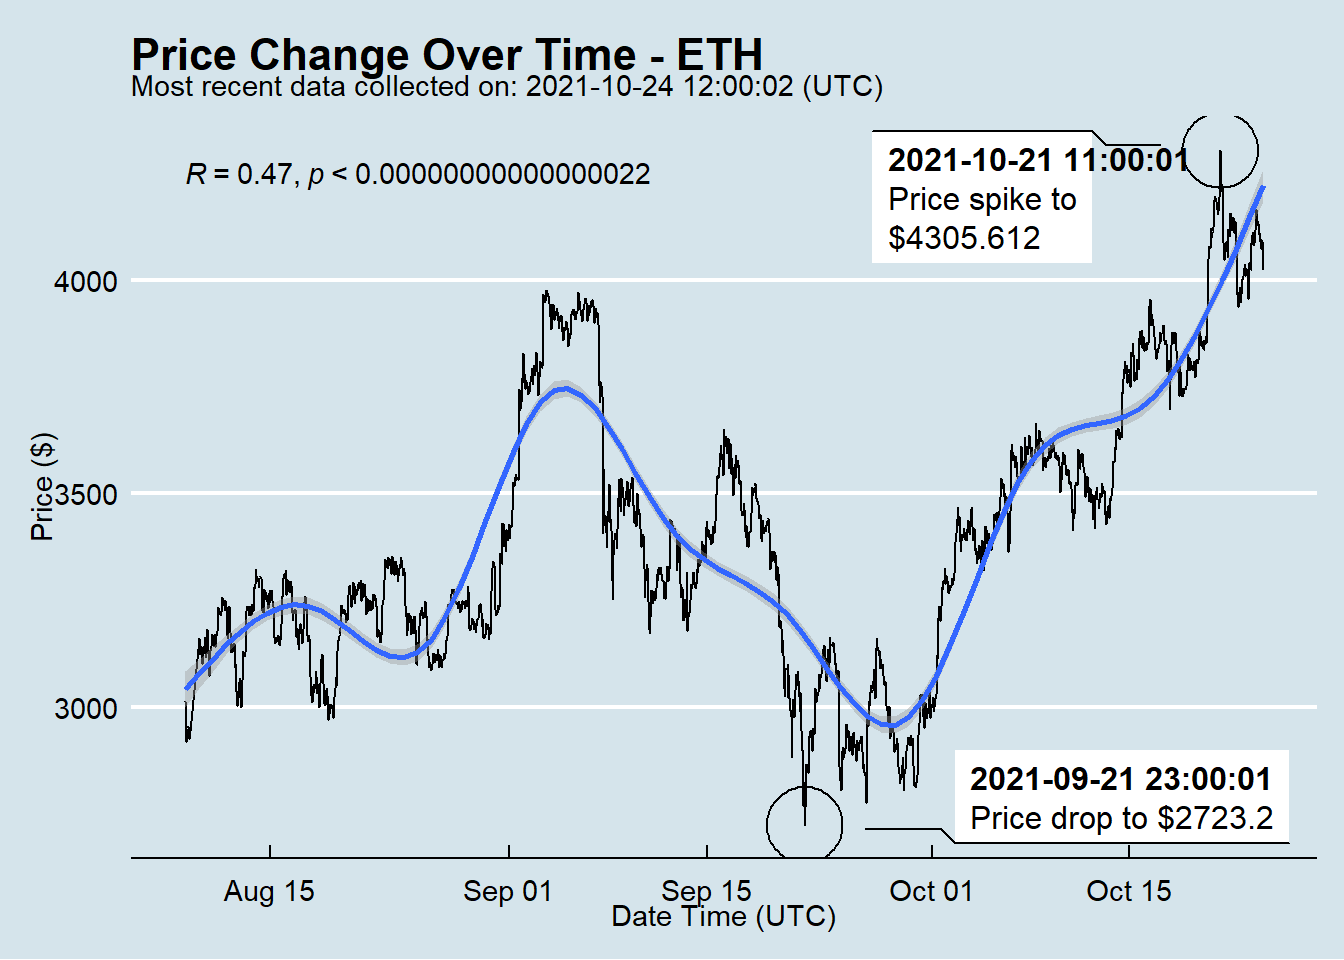 Price Change Over Time - ETH
Most recent data collected on: 2021-10-24 12:00:02 (UTC)
R = 0.47, p < 0.00000000000000022
2021-10-21 11:00:01
Price spike to
$4305.612
4000
3500
3000
Price ($)
2021-09-21 23:00:01
Price drop to $2723.2
Aug 15
Sep 01
Sep 15
Oct 01
Oct 15
Date Time (UTC)